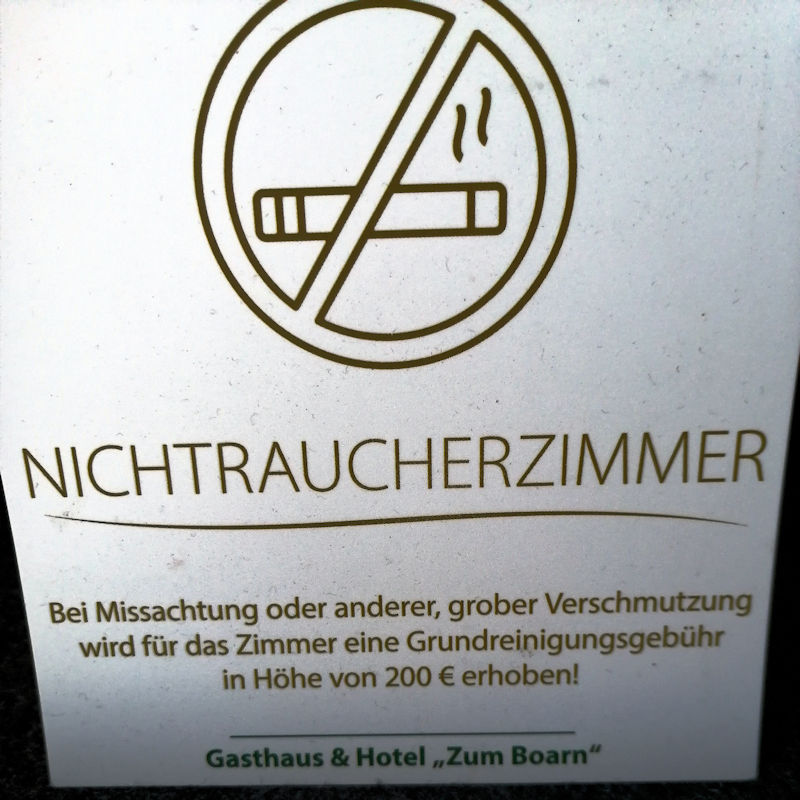 NICHTRAUCHERZIMMER
Bei Missachtung oder anderer, grober Verschmutzung
wird für das Zimmer eine Grundreinigungsgebühr
in Höhe von 200 € erhoben!
Gasthaus & Hotel „Zum Boarn“